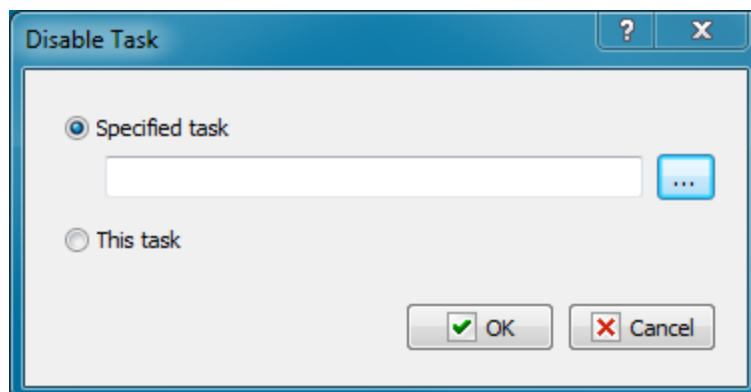 Disable Task
?
X
Specified task
...
This task
OK
Cancel